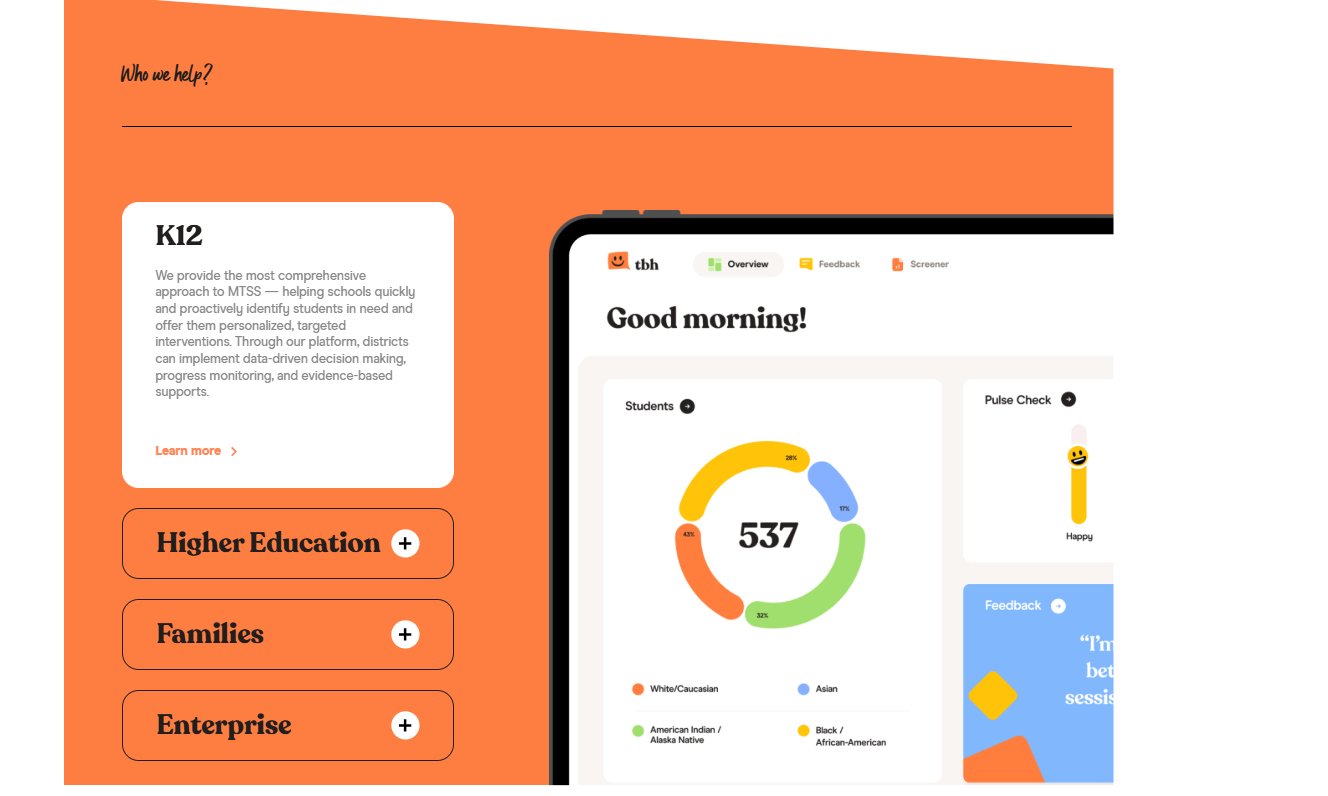 Who we help?
K12
We provide the most comprehensive
approach to MTSS — helping schools quickly
and proactively identify students in need and
offer them personalized, targeted
interventions. Through our platform, districts
can implement data-driven decision making,
progress monitoring, and evidence-based
supports.
Learn more
Higher Education
Families
Enterprise
tbh
Overview
Feedback
Screener
Good morning!
Students
28%
17%
43%
537
32%
White/Caucasian
Asian
American Indian /
Alaska Native
Black /
African-American
Pulse Check
Happy
Feedback
“I'm
bet
sessis